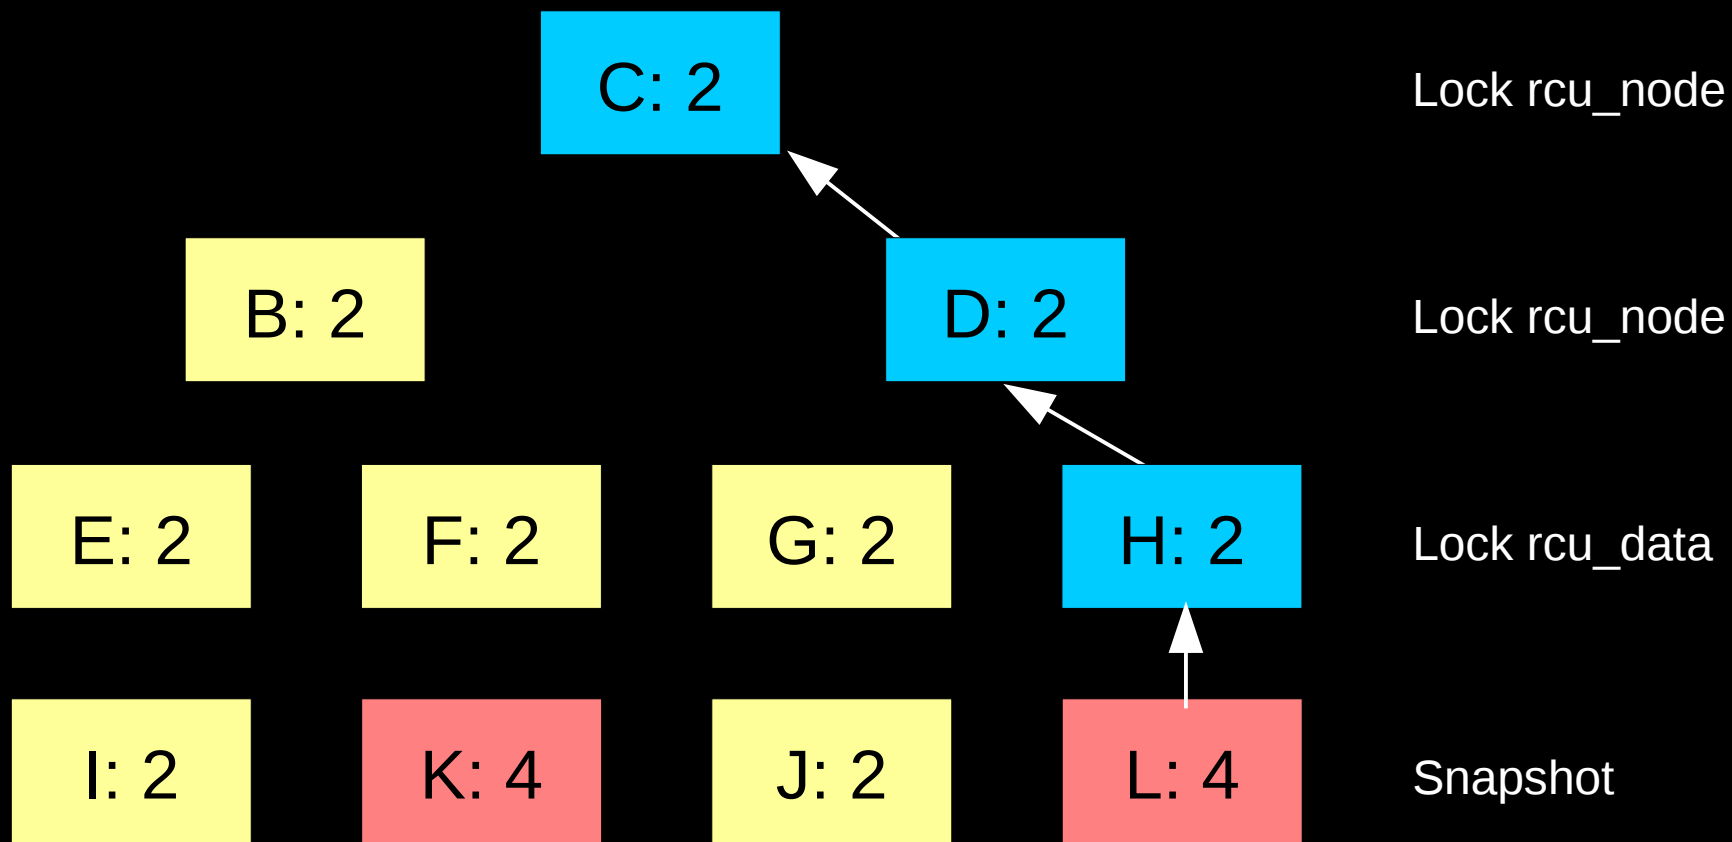 C: 2
Lock rcu_node
B: 2
D: 2
Lock rcu_node
E: 2
F: 2
G: 2
H: 2
Lock rcu_data
I: 2
K: 4
J: 2
L: 4
Snapshot